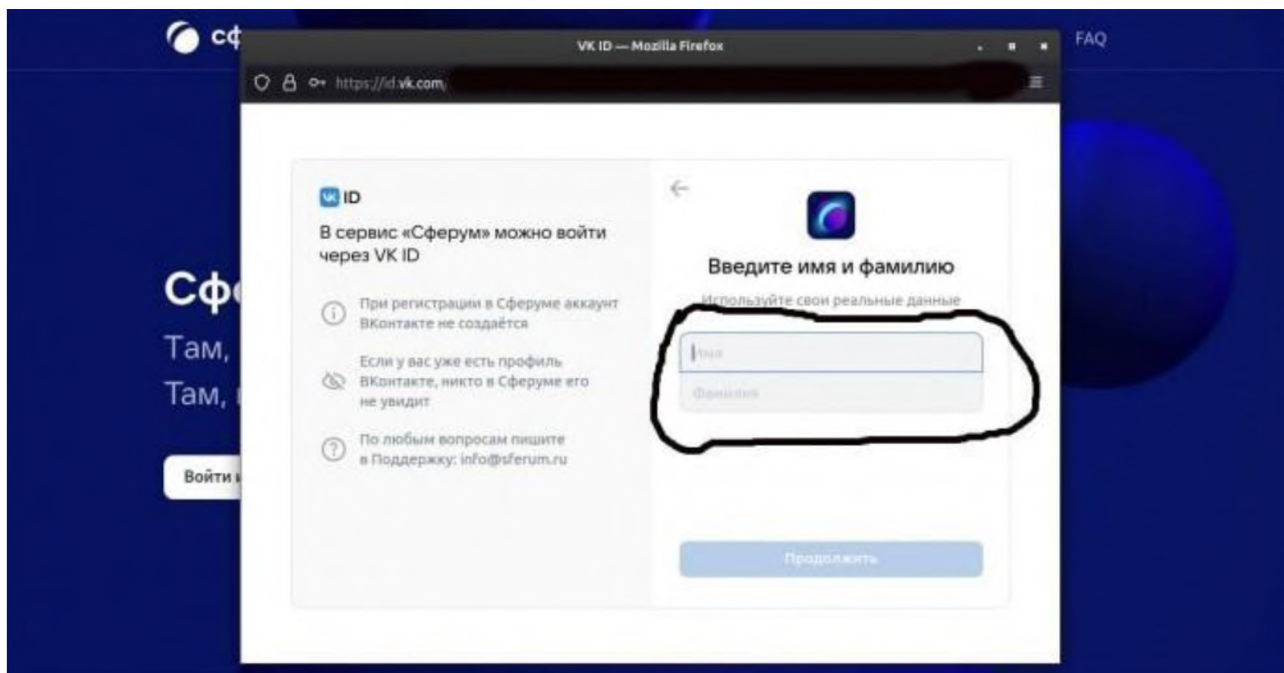 сф
FAQ
VK ID — Mozilla Firefox
https://id.vk.com/
VK ID
В сервис «Сферум» можно войти
через VK ID
При регистрации в Сферуме аккаунт
ВКонтакте не создаётся
Если у вас уже есть профиль
ВКонтакте, никто в Сферуме его
не увидит
По любым вопросам пишите
в Поддержку: info@sferum.ru
Введите имя и фамилию
Используйте свои реальные данные
Имя
Фамилия
Продолжить
Сф
Там,
Там,
Войти